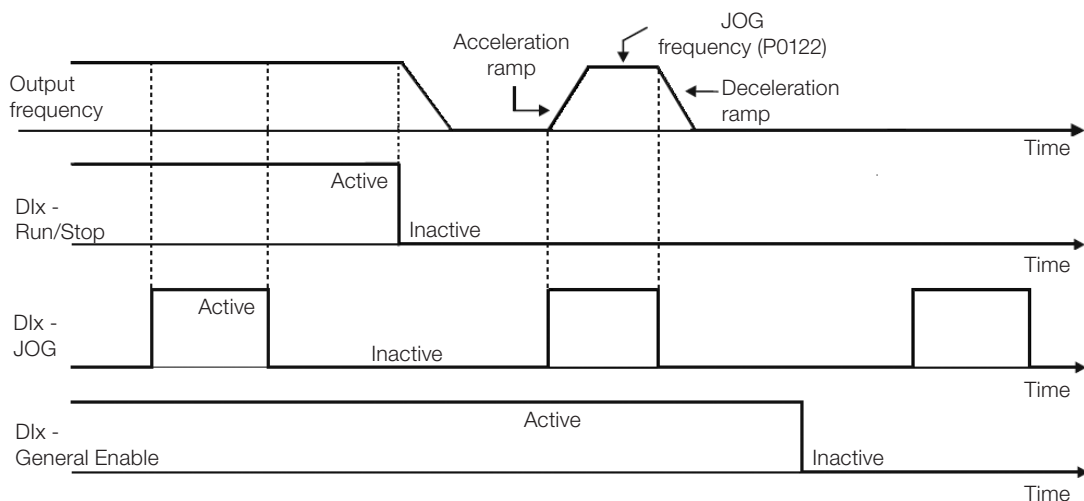 JOG
frequency (P0122)
Acceleration
ramp
Output
frequency
Deceleration
ramp
Time
Active
DIx -
Run/Stop
Inactive
Time
DIx -
JOG
Active
Inactive
Time
DIx -
General Enable
Active
Inactive
Time